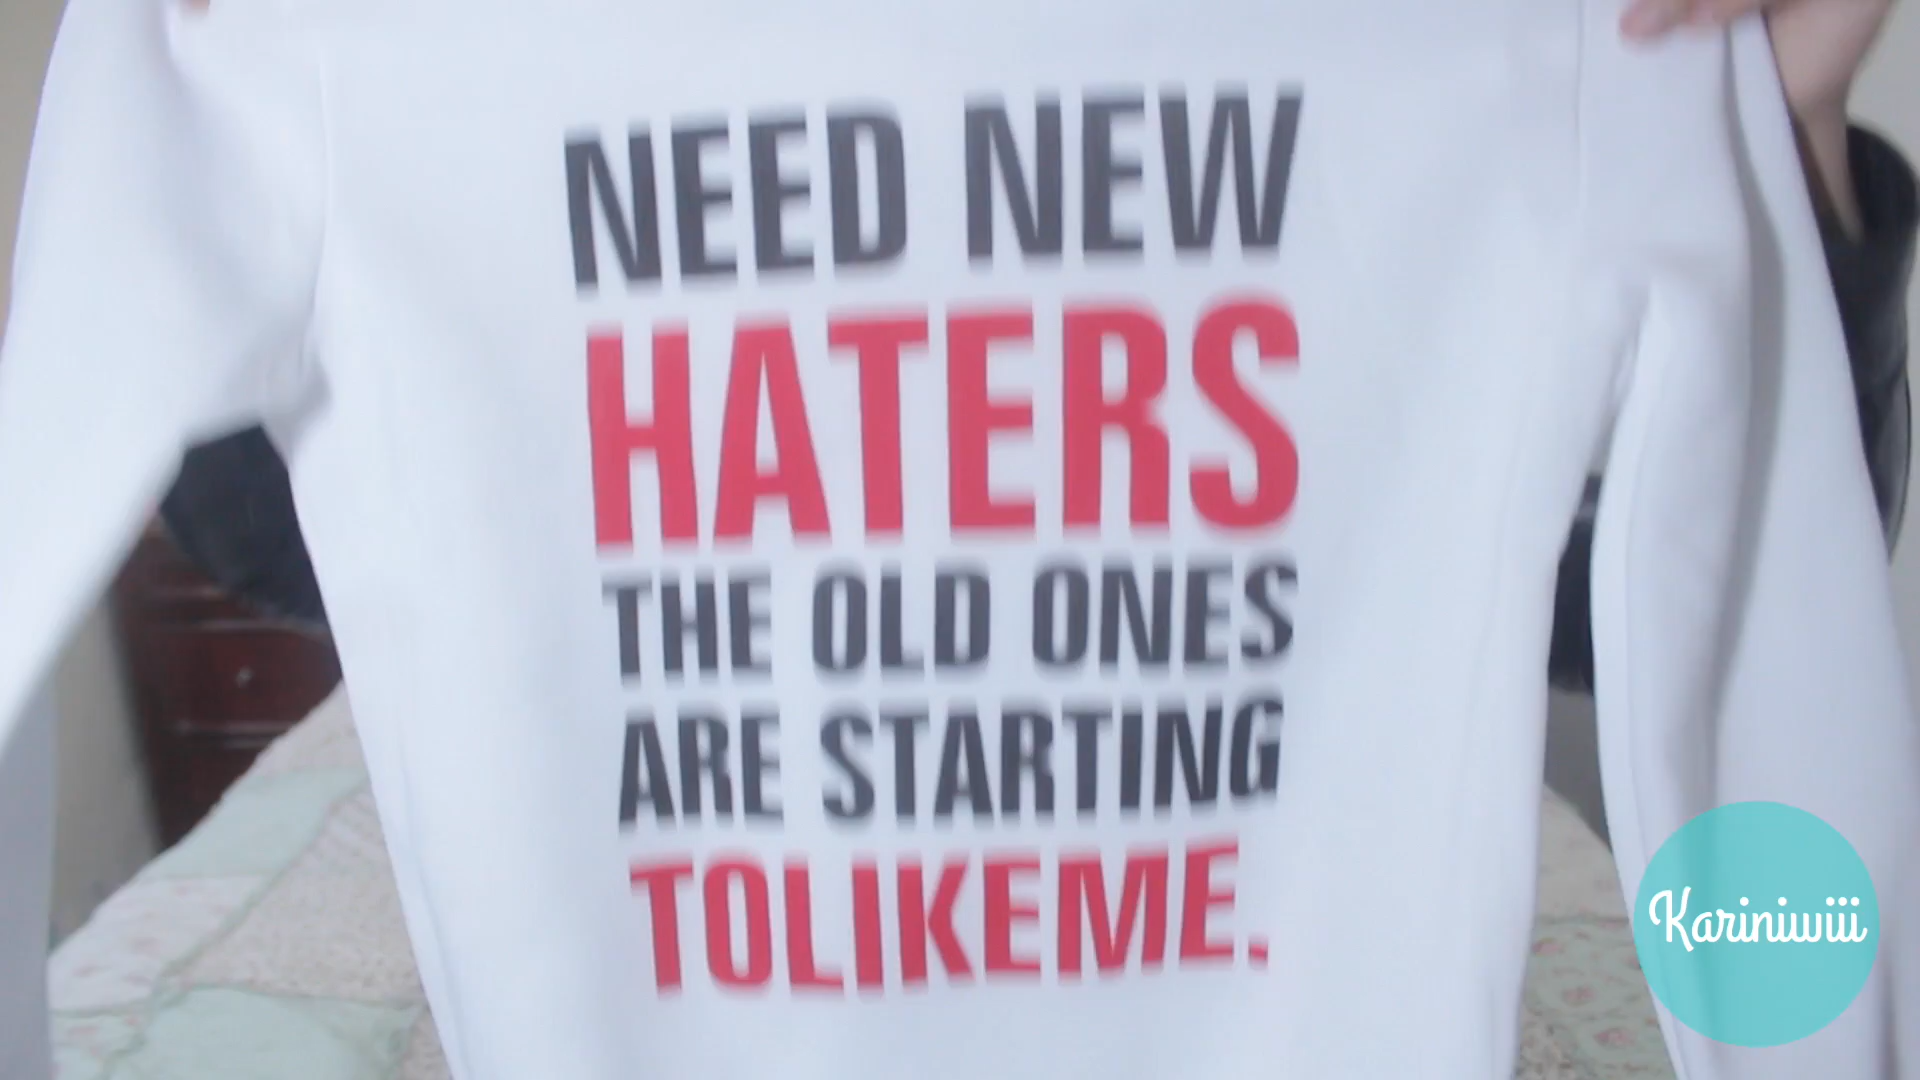 NEED NEW
HATERS
THE OLD ONES
ARE STARTING
TOLIKEME.
Kariniwiii